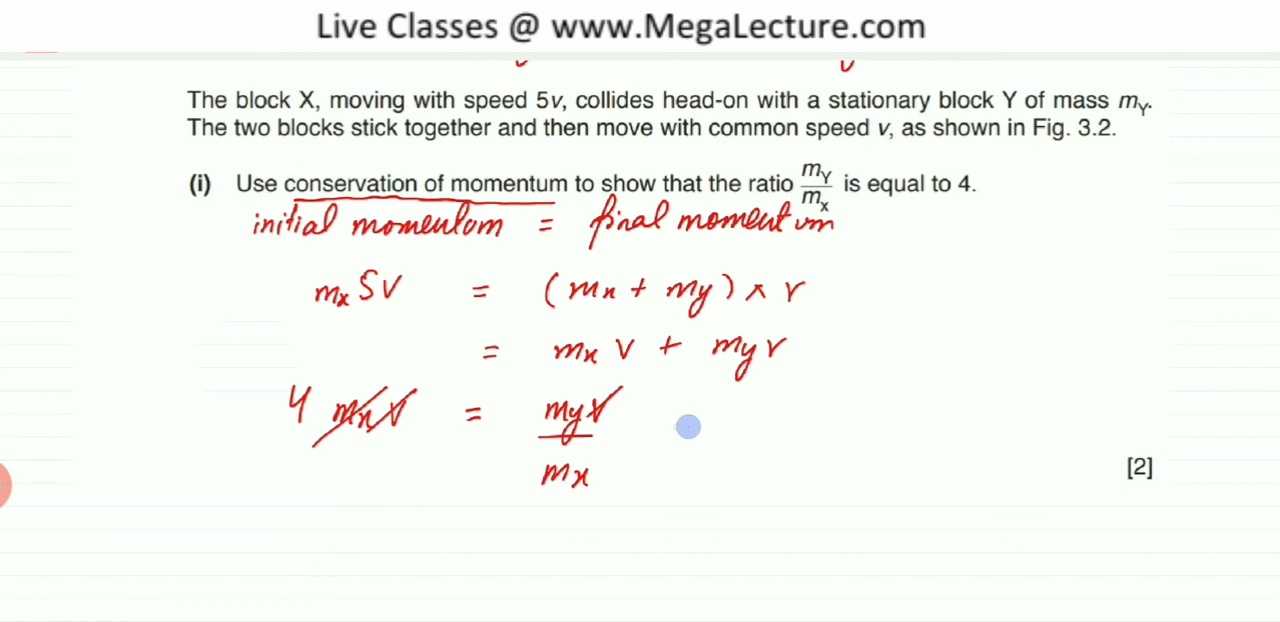 Live Classes @ www.MegaLecture.com
The block X, moving with speed 5v, collides head-on with a stationary block Y of mass mY.
The two blocks stick together and then move with common speed v, as shown in Fig. 3.2.
(i) Use conservation of momentum to show that the ratio mY/mx is equal to 4.
initial momentum = final momentum
mx 5v = (mx + my) × v
= mx v + my v
4 mx v = my v
mx
[2]